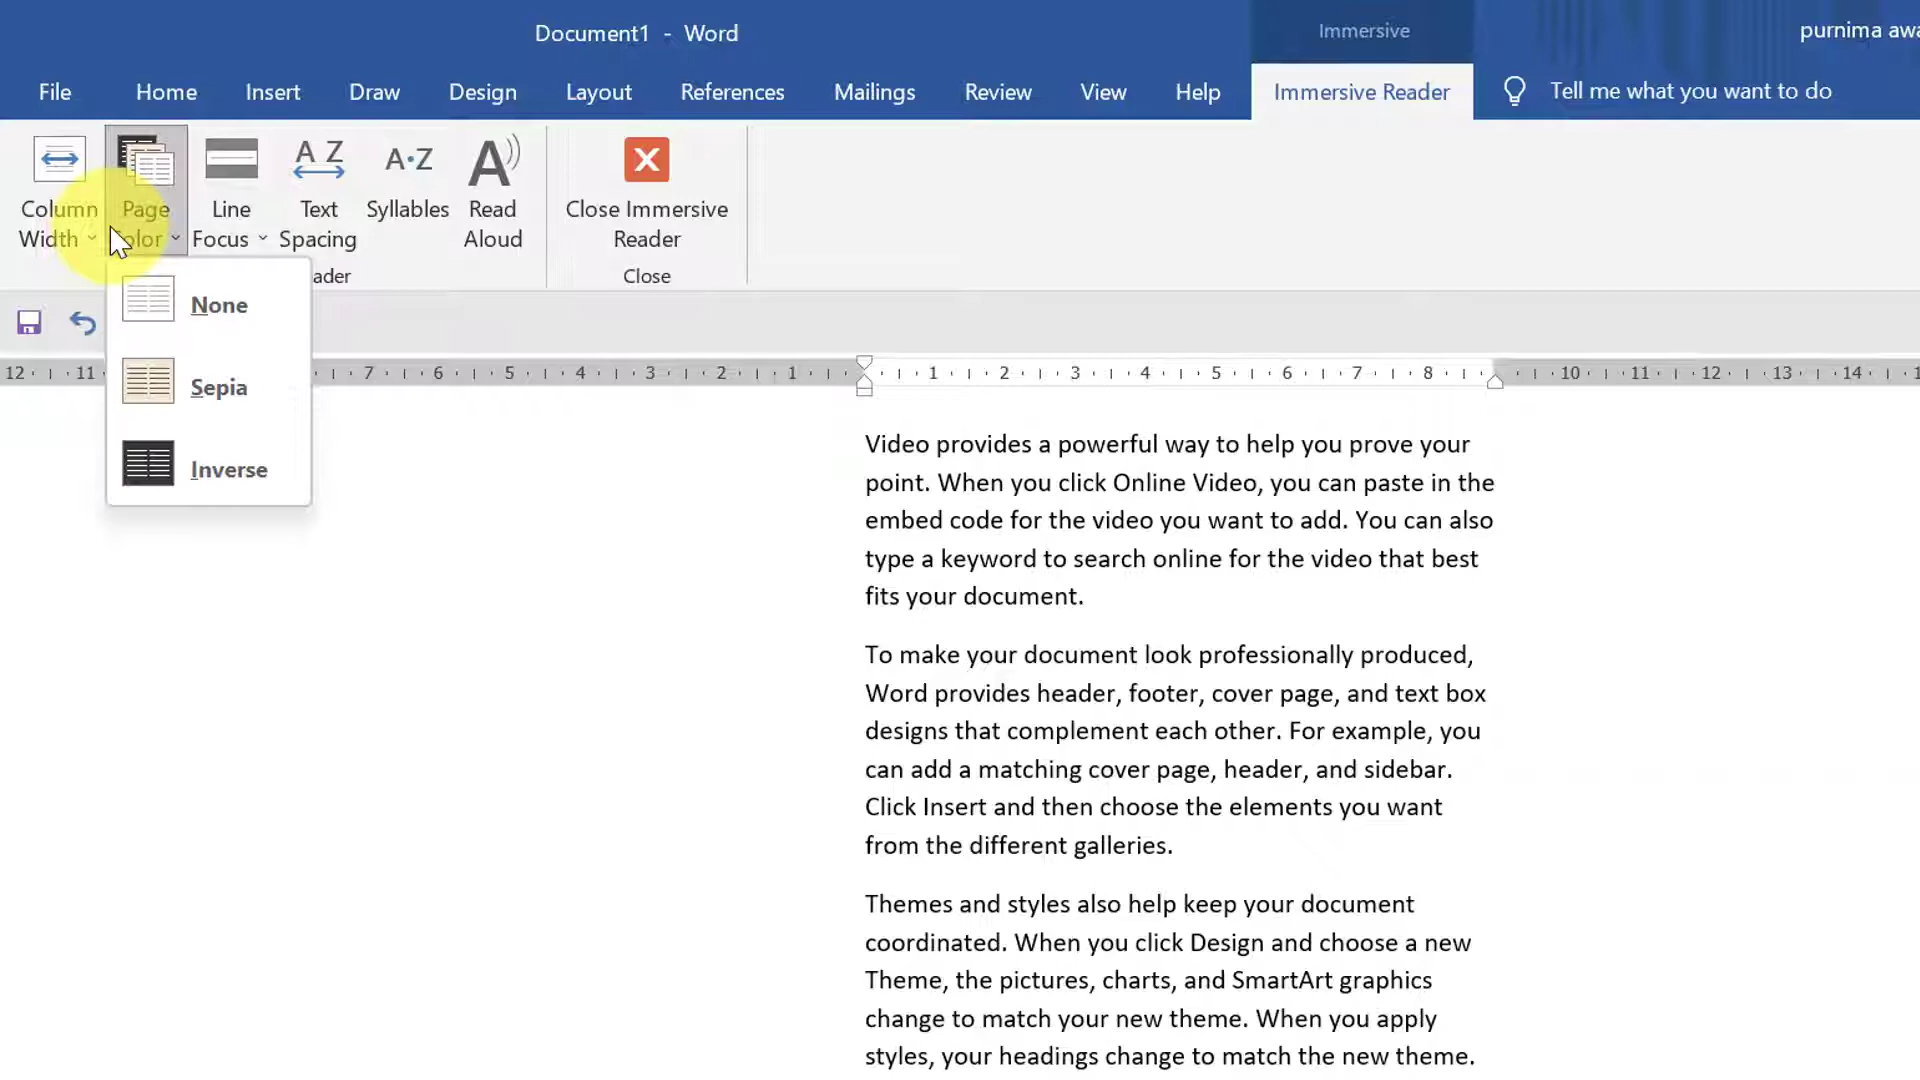 Document1 - Word
Immersive
purnima awa
File Home Insert Draw Design Layout References Mailings Review View Help Immersive Reader Tell me what you want to do
Column Width
Page Color
Line Focus
Text Spacing
Syllables
Read Aloud
Close Immersive Reader
ader
Close
None
Sepia
Inverse
12 11 7 6 5 4 3 2 1 1 2 3 4 5 6 7 8 10 11 12 13 14
Video provides a powerful way to help you prove your
point. When you click Online Video, you can paste in the
embed code for the video you want to add. You can also
type a keyword to search online for the video that best
fits your document.
To make your document look professionally produced,
Word provides header, footer, cover page, and text box
designs that complement each other. For example, you
can add a matching cover page, header, and sidebar.
Click Insert and then choose the elements you want
from the different galleries.
Themes and styles also help keep your document
coordinated. When you click Design and choose a new
Theme, the pictures, charts, and SmartArt graphics
change to match your new theme. When you apply
styles, your headings change to match the new theme.